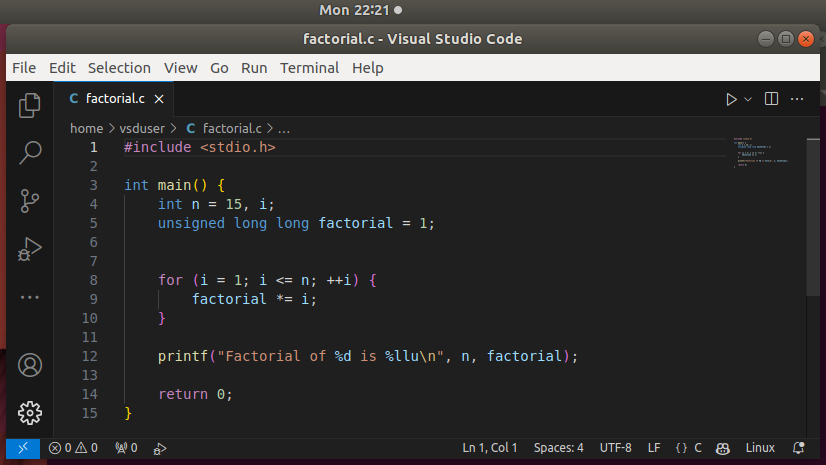 Mon 22:21
factorial.c - Visual Studio Code
File Edit Selection View Go Run Terminal Help
C factorial.c
home > vsduser > C factorial.c > ...
1 #include <stdio.h>
2
3 int main() {
4     int n = 15, i;
5     unsigned long long factorial = 1;
6
7
8     for (i = 1; i <= n; ++i) {
9         factorial *= i;
10     }
11
12     printf("Factorial of %d is %llu\n", n, factorial);
13
14     return 0;
15 }
0 0 0 Ln 1, Col 1 Spaces: 4 UTF-8 LF {} C Linux